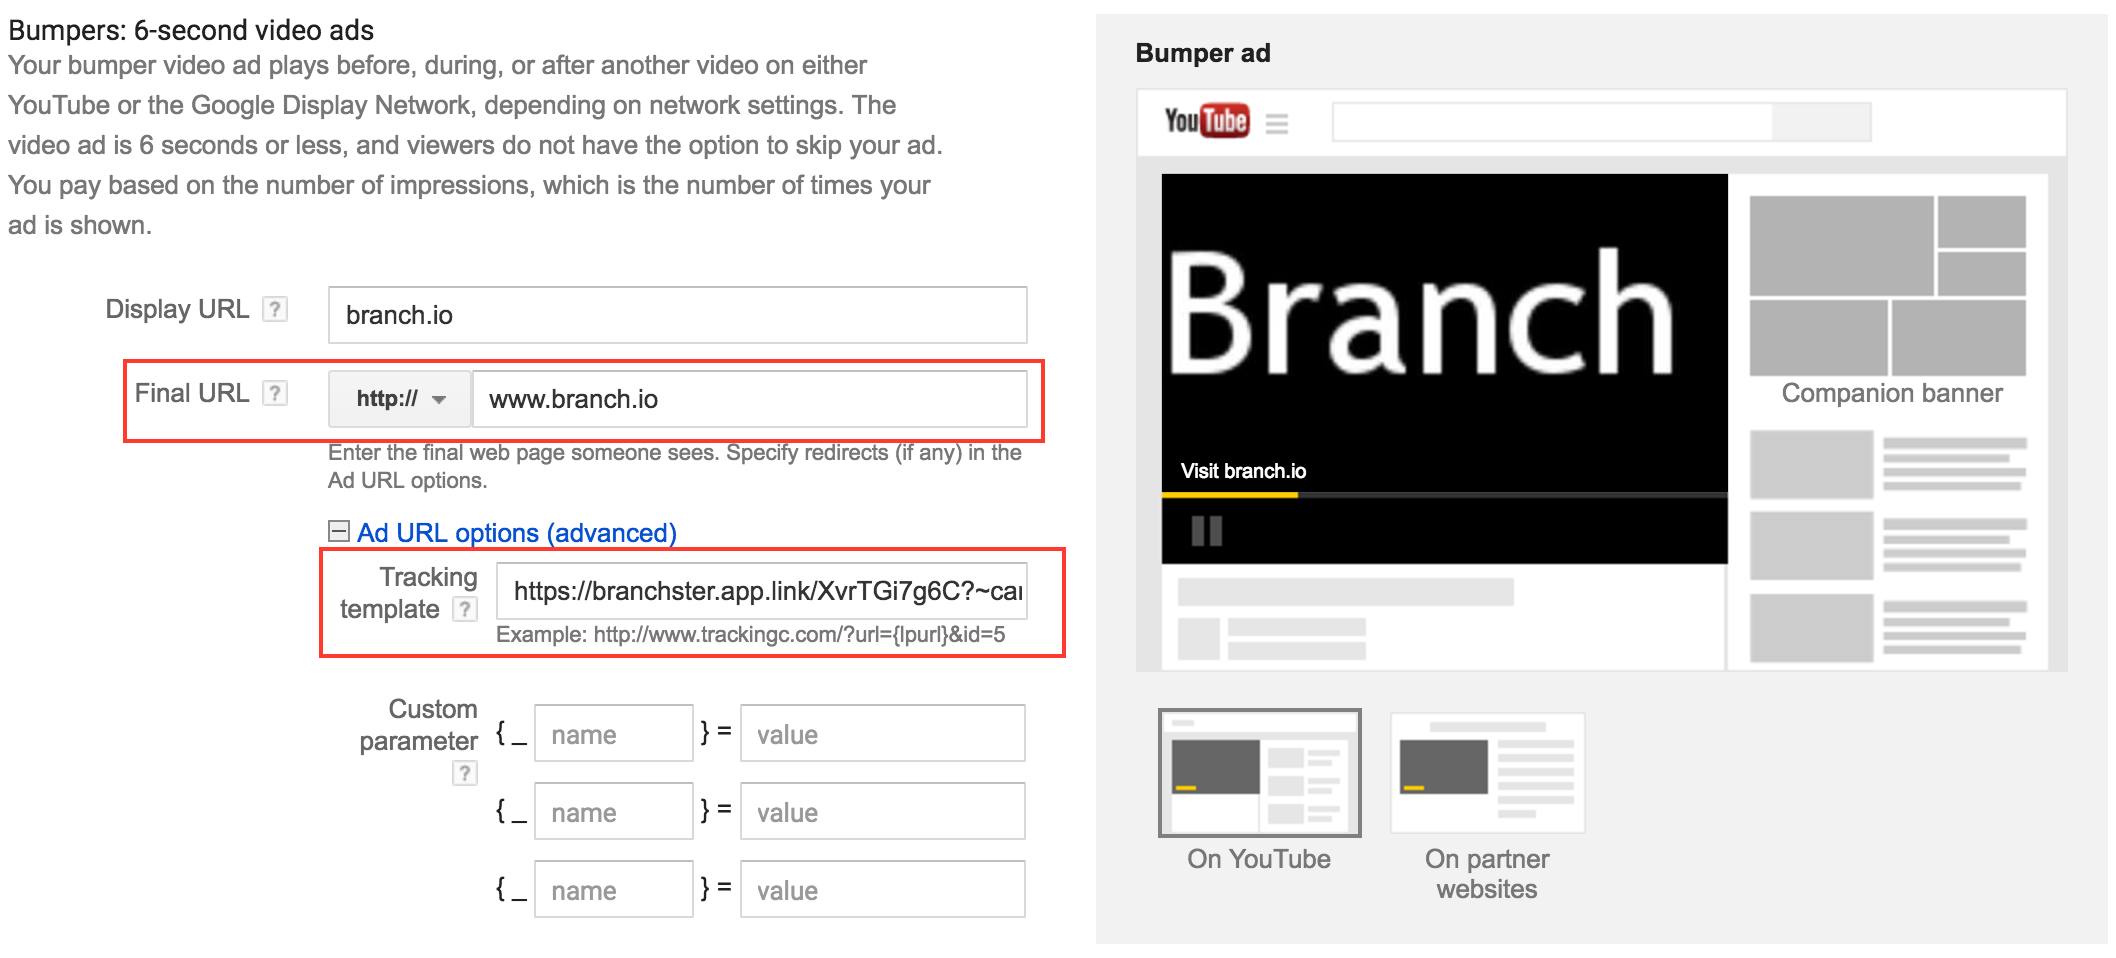 Bumpers: 6-second video ads
Your bumper video ad plays before, during, or after another video on either
YouTube or the Google Display Network, depending on network settings. The
video ad is 6 seconds or less, and viewers do not have the option to skip your ad.
You pay based on the number of impressions, which is the number of times your
ad is shown.
Display URL ? branch.io
Final URL ? http:// www.branch.io
Enter the final web page someone sees. Specify redirects (if any) in the
Ad URL options.
Ad URL options (advanced)
Tracking
template ?
https://branchster.app.link/XvrTGi7g6C?~car
Example: http://www.trackingc.com/?url={lpurl}&id=5
Custom
parameter
?
{ _ name } = value
{ _ name } = value
{ _ name } = value
Bumper ad
YouTube
Branch
Visit branch.io
Companion banner
On YouTube
On partner
websites